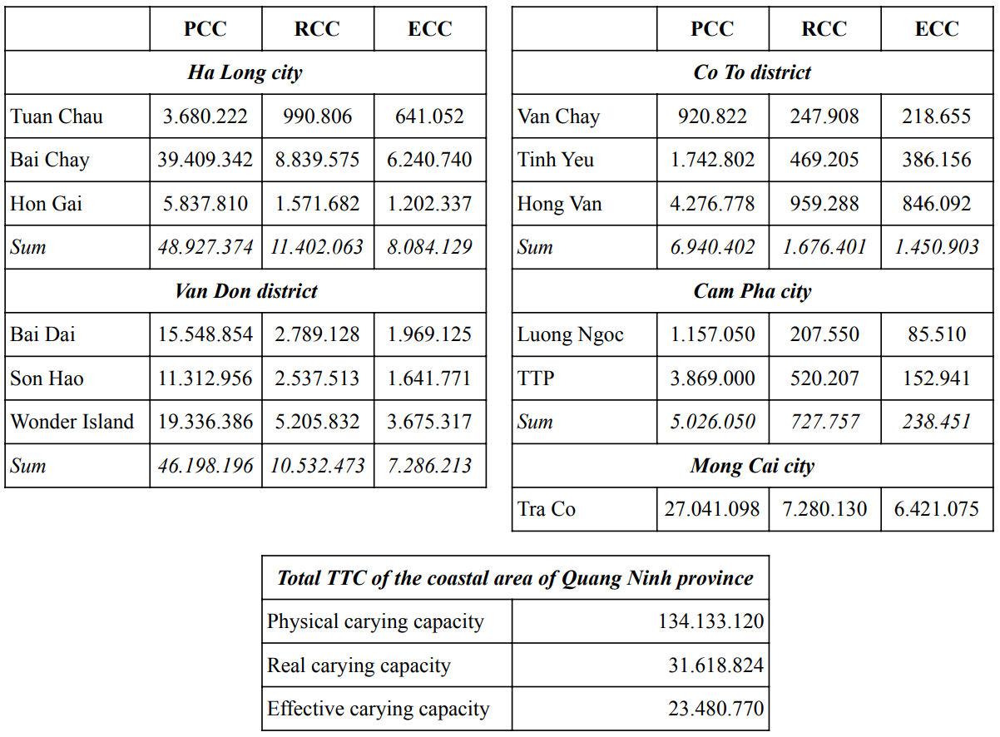 PCC RCC ECC
Ha Long city
Tuan Chau 3.680.222 990.806 641.052
Bai Chay 39.409.342 8.839.575 6.240.740
Hon Gai 5.837.810 1.571.682 1.202.337
Sum 48.927.374 11.402.063 8.084.129
Van Don district
Bai Dai 15.548.854 2.789.128 1.969.125
Son Hao 11.312.956 2.537.513 1.641.771
Wonder Island 19.336.386 5.205.832 3.675.317
Sum 46.198.196 10.532.473 7.286.213
PCC RCC ECC
Co To district
Van Chay 920.822 247.908 218.655
Tinh Yeu 1.742.802 469.205 386.156
Hong Van 4.276.778 959.288 846.092
Sum 6.940.402 1.676.401 1.450.903
Cam Pha city
Luong Ngoc 1.157.050 207.550 85.510
TTP 3.869.000 520.207 152.941
Sum 5.026.050 727.757 238.451
Mong Cai city
Tra Co 27.041.098 7.280.130 6.421.075
Total TTC of the coastal area of Quang Ninh province
Physical carying capacity 134.133.120
Real carying capacity 31.618.824
Effective carying capacity 23.480.770